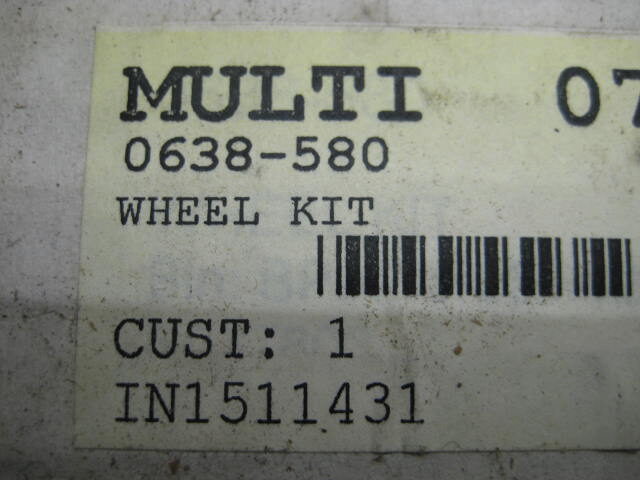 MULTI 07
0638-580
WHEEL KIT
CUST: 1
IN1511431